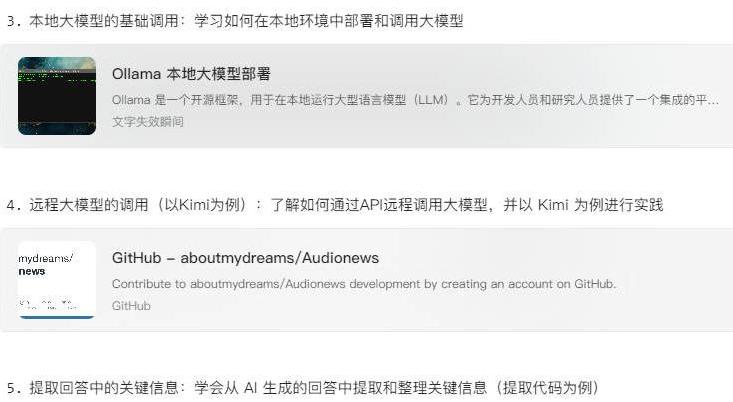 3. 本地大模型的基础调用：学习如何在本地环境中部署和调用大模型
Ollama 本地大模型部署
Ollama 是一个开源框架，用于在本地运行大型语言模型（LLM）。它为开发人员和研究人员提供了一个集成的平...
文字失效瞬间
4. 远程大模型的调用（以Kimi为例）：了解如何通过API远程调用大模型，并以 Kimi 为例进行实践
mydreams/
news
GitHub - aboutmydreams/Audionews
Contribute to aboutmydreams/Audionews development by creating an account on GitHub.
GitHub
5. 提取回答中的关键信息：学会从 AI 生成的回答中提取和整理关键信息（提取代码为例）